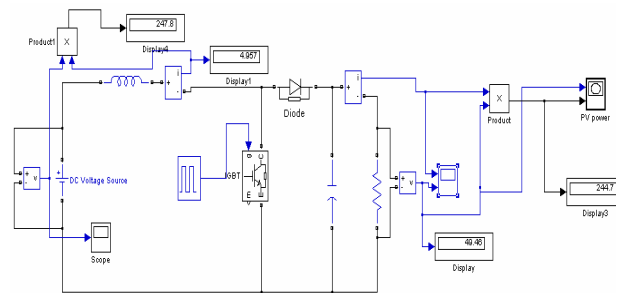 247.8
Product1
X
Display4
4.957
Display1
i
+
-
Diode
i
+
-
X
Product
PV power
DC Voltage Source
+
-
v
+
IGBT
g
C
m
E
+
-
v
244.7
Display3
Scope
49.46
Display